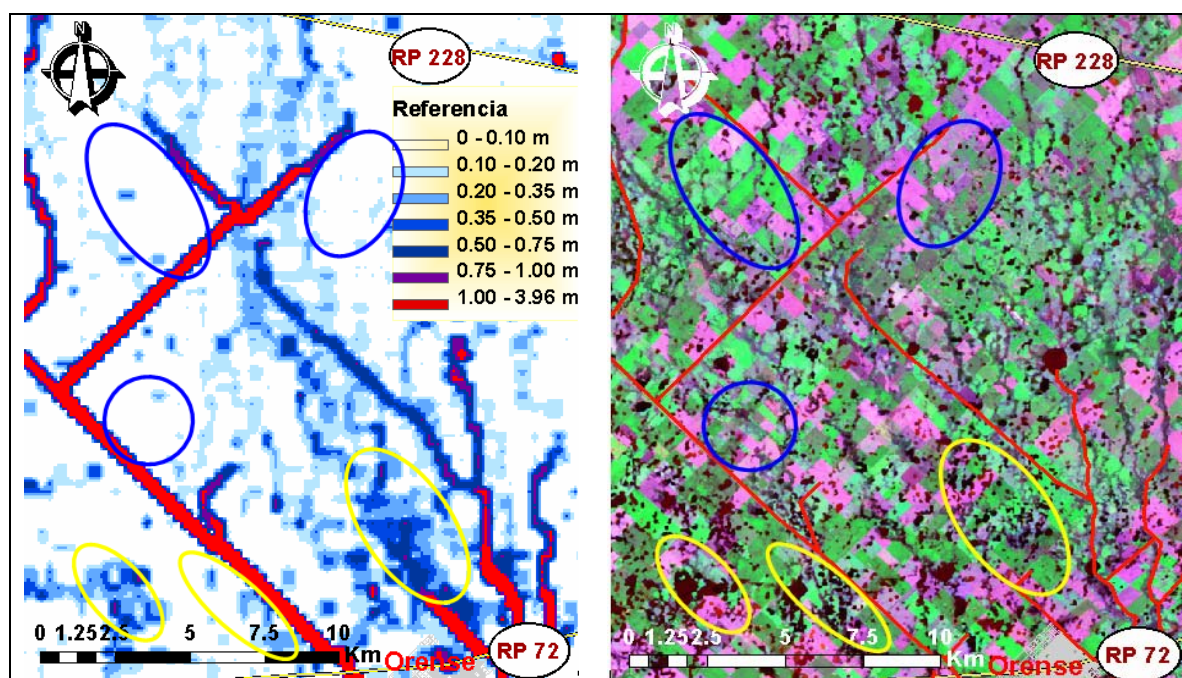 N
RP 228
Referencia
0 - 0.10 m
0.10 - 0.20 m
0.20 - 0.35 m
0.35 - 0.50 m
0.50 - 0.75 m
0.75 - 1.00 m
1.00 - 3.96 m
0 1.25 2.5 5 7.5 10
Km
Orense
RP 72
N
RP 228
0 1.25 2.5 5 7.5 10
Km
Orense
RP 72